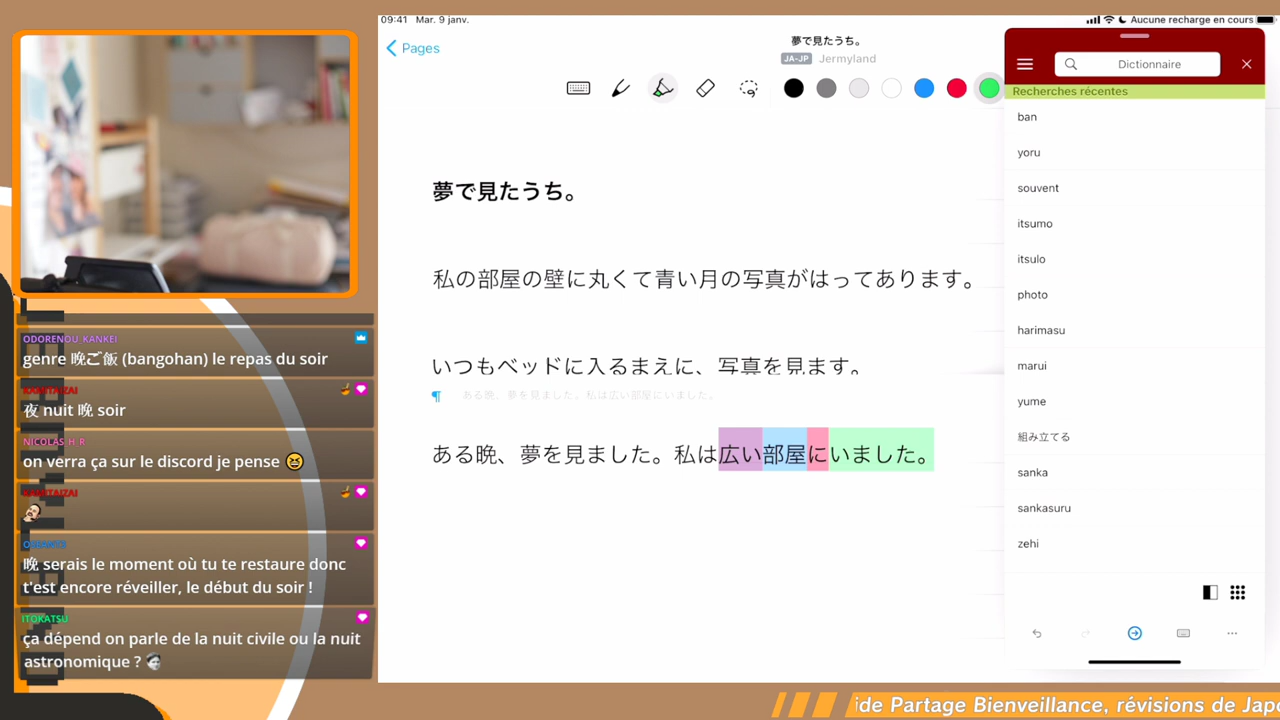 09:41 Mar. 9 janv.
Aucune recharge en cours
Pages
夢で見たうち。
JA-JP Jermyland
夢で見たうち。
私の部屋の壁に丸くて青い月の写真がはってあります。
いつもベッドに入るまえに、写真を見ます。
¶ ある晩、夢を見ました。私は広い部屋にいました。
ある晩、夢を見ました。私は広い部屋にいました。
Dictionnaire
Recherches récentes
ban
yoru
souvent
itsumo
itsulo
photo
harimasu
marui
yume
組み立てる
sanka
sankasuru
zehi
ODORENOU_KANKEI
genre 晩ご飯 (bangohan) le repas du soir
夜 nuit 晩 soir
NICOLAS_H_R
on verra ça sur le discord je pense
晩 serais le moment où tu te restaure donc
t'est encore réveiller, le début du soir !
ITOKATSU
ça dépend on parle de la nuit civile ou la nuit
astronomique ?
ide Partage Bienveillance, révisions de Japo